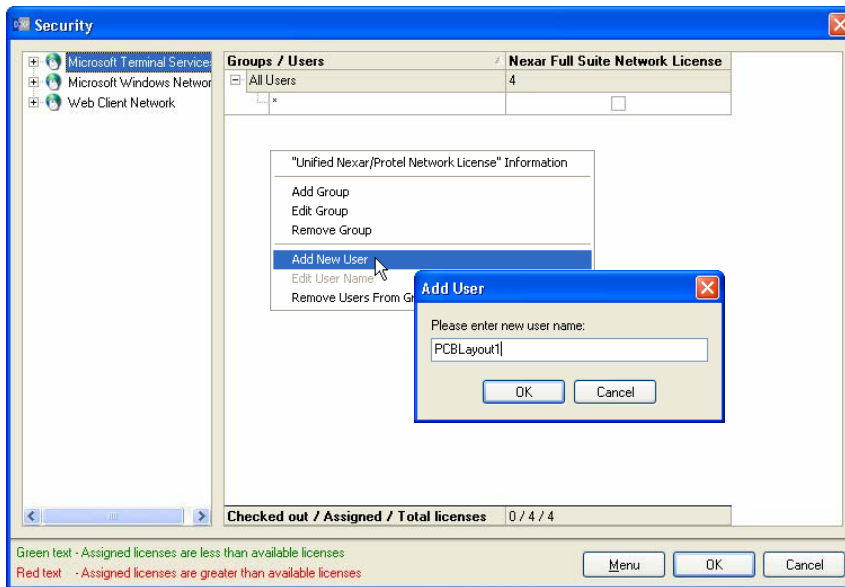 DXP Security
Microsoft Terminal Service
Microsoft Windows Networ
Web Client Network
Groups / Users Nexar Full Suite Network License
All Users 4
*
"Unified Nexar/Protel Network License" Information
Add Group
Edit Group
Remove Group
Add New User
Edit User Name
Remove Users From Gr
Add User
Please enter new user name:
PCBLayout1
OK Cancel
Checked out / Assigned / Total licenses 0 / 4 / 4
Green text - Assigned licenses are less than available licenses
Red text - Assigned licenses are greater than available licenses
Menu OK Cancel